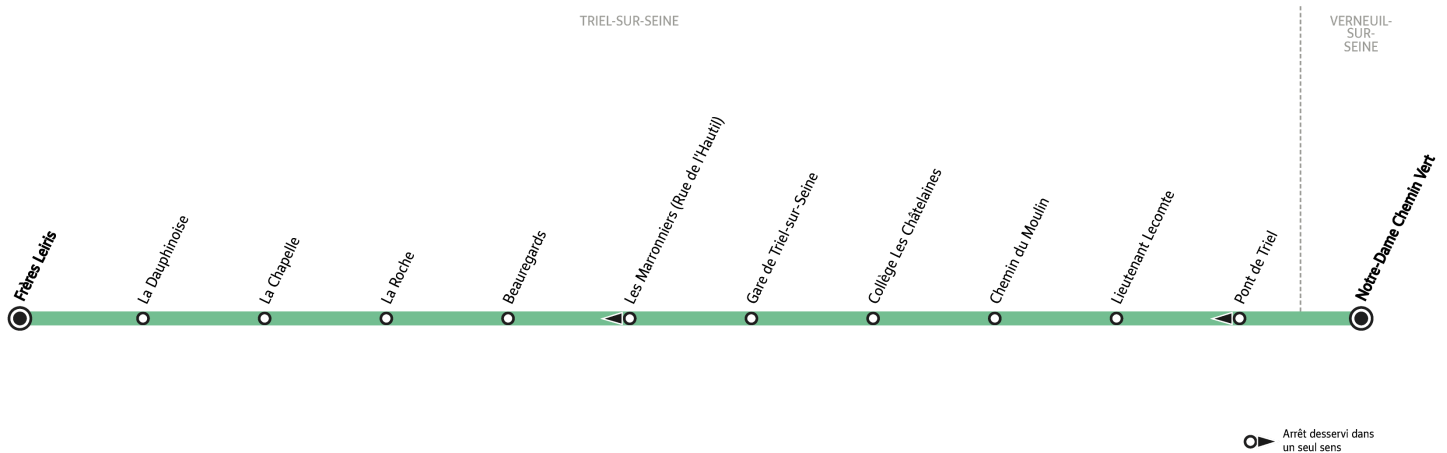 TRIEL-SUR-SEINE
VERNEUIL-
SUR-
SEINE
Frères Leiris
La Dauphinoise
La Chapelle
La Roche
Beauregards
Les Marronniers (Rue de l'Hautil)
Gare de Triel-sur-Seine
Collège Les Châtelaines
Chemin du Moulin
Lieutenant Lecomte
Pont de Triel
Notre-Dame Chemin Vert
Arrêt desservi dans
un seul sens